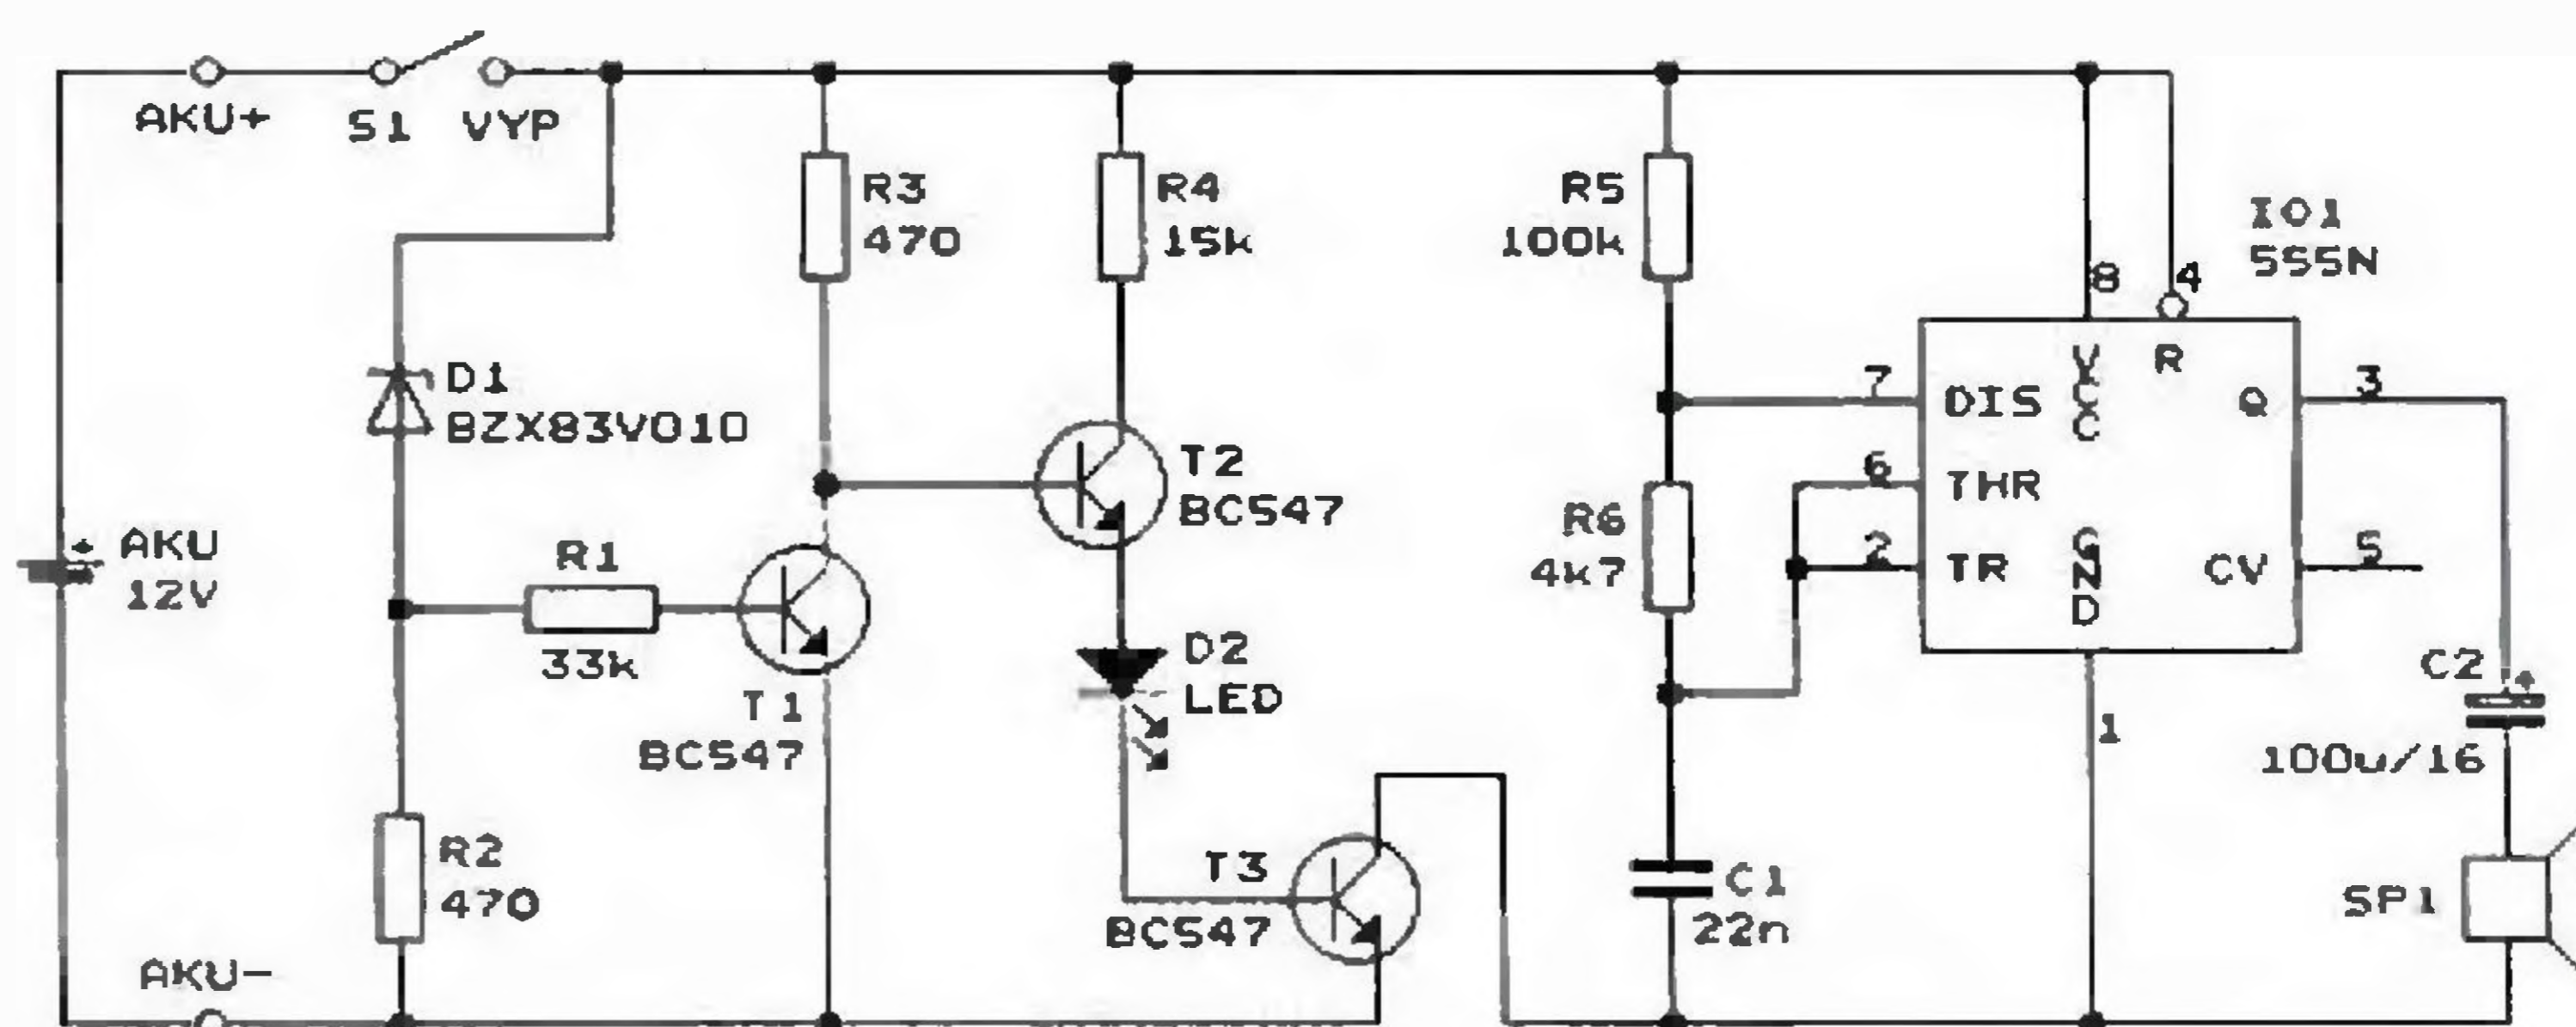 AKU+
S1 VYP
R3
470
R4
15k
R5
100k
IO1
555N
8
4
D1
BZX83V010
7
DIS
VCC
R
Q
3
T2
BC547
6
THR
R6
4k7
2
TR
GND
CV
5
AKU
12V
R1
33k
T1
BC547
D2
LED
C2
1
100u/16
R2
470
T3
BC547
C1
22n
SP1
AKU-